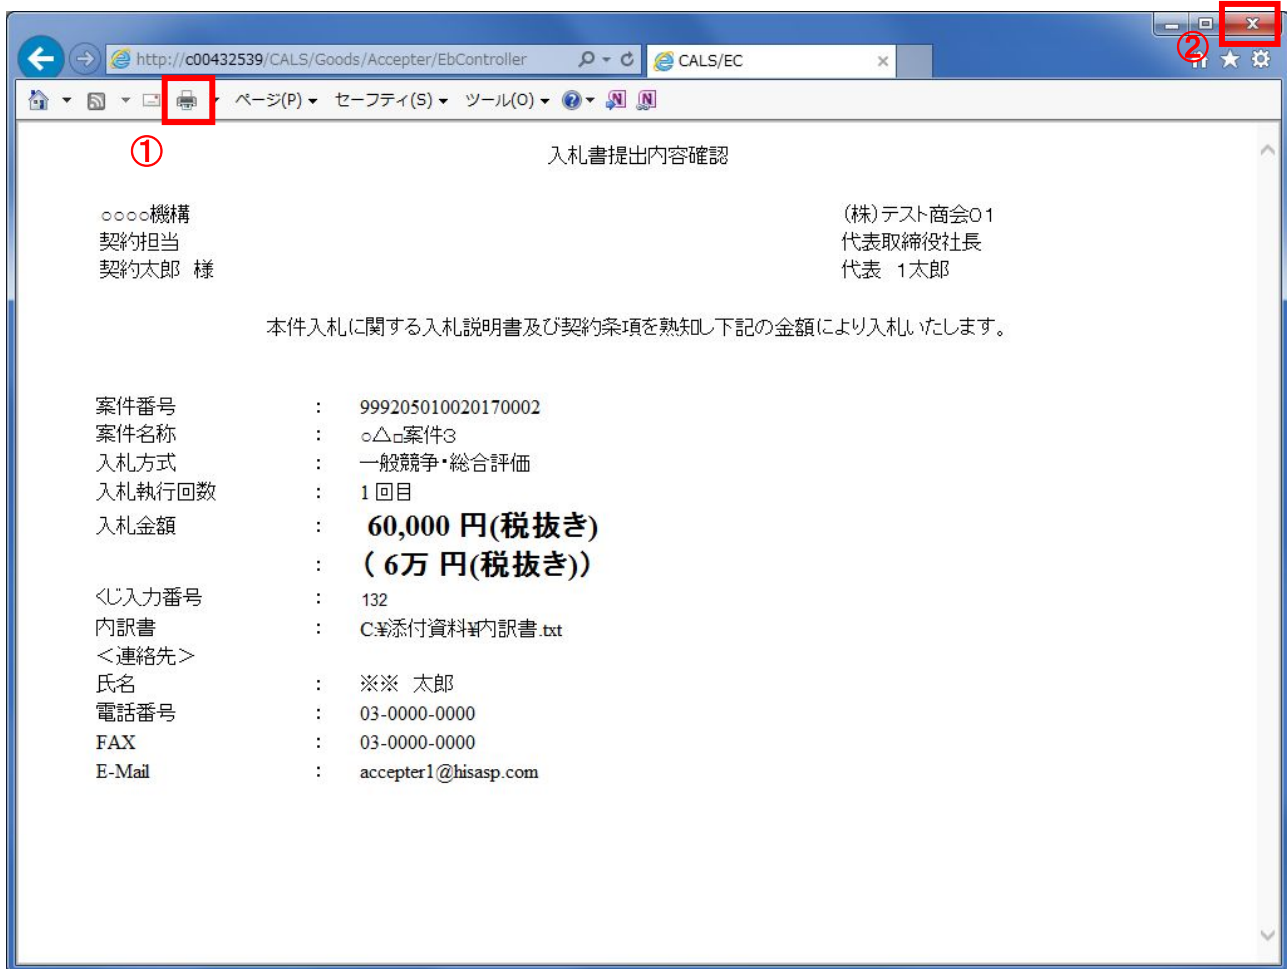 ②
http://c00432539/CALS/Goods/Accepter/EbController
CALS/EC
ページ(P) セーフティ(S) ツール(O)
①
入札書提出内容確認
○○○○機構
(株)テスト商会01
契約担当
代表取締役社長
契約太郎 様
代表 1太郎
本件入札に関する入札説明書及び契約条項を熟知し下記の金額により入札いたします。
案件番号 : 999205010020170002
案件名称 : ○△□案件3
入札方式 : 一般競争・総合評価
入札執行回数 : 1回目
入札金額 : 60,000 円(税抜き)
: ( 6万 円(税抜き))
くじ入力番号 : 132
内訳書 : C:¥添付資料¥内訳書.txt
<連絡先>
氏名 : ※※ 太郎
電話番号 : 03-0000-0000
FAX : 03-0000-0000
E-Mail : accepter1@hisasp.com